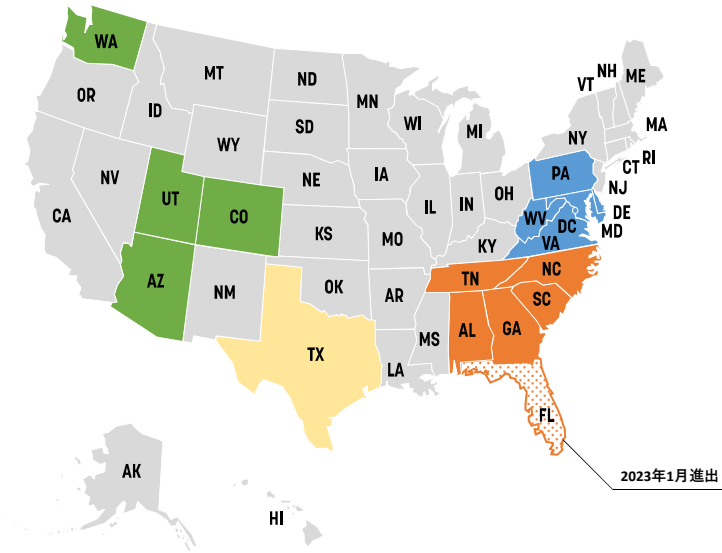 WA
MT
ND
MN
OR
ID
SD
WI
MI
VT
NH
ME
WY
NY
MA
NV
NE
IA
PA
CT
RI
UT
CO
IL
IN
OH
NJ
CA
KS
MO
WV
DC
DE
MD
KY
VA
AZ
NM
OK
AR
TN
NC
SC
TX
LA
MS
AL
GA
FL
AK
HI
2023年1月進出